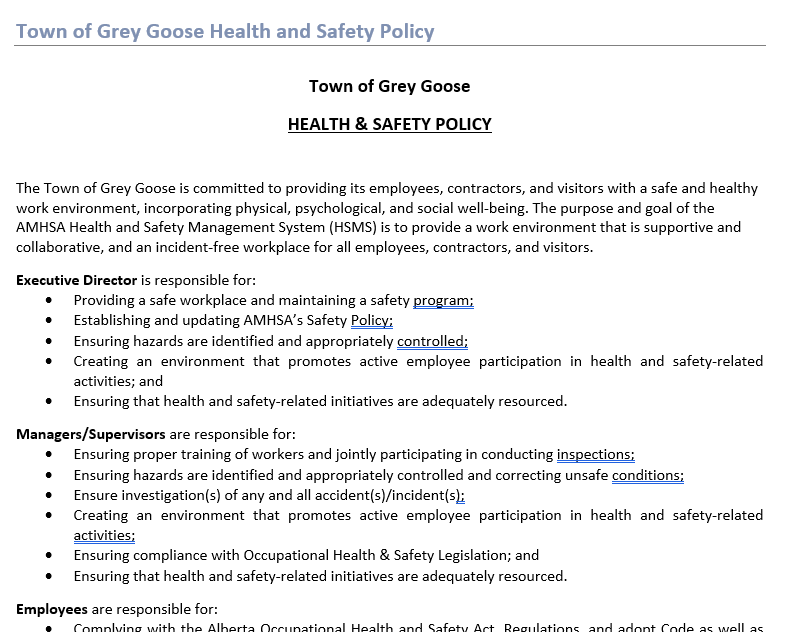 Town of Grey Goose Health and Safety Policy
Town of Grey Goose
HEALTH & SAFETY POLICY
The Town of Grey Goose is committed to providing its employees, contractors, and visitors with a safe and healthy
work environment, incorporating physical, psychological, and social well-being. The purpose and goal of the
AMHSA Health and Safety Management System (HSMS) is to provide a work environment that is supportive and
collaborative, and an incident-free workplace for all employees, contractors, and visitors.
Executive Director is responsible for:
• Providing a safe workplace and maintaining a safety program;
• Establishing and updating AMHSA's Safety Policy;
• Ensuring hazards are identified and appropriately controlled;
• Creating an environment that promotes active employee participation in health and safety-related
activities; and
• Ensuring that health and safety-related initiatives are adequately resourced.
Managers/Supervisors are responsible for:
• Ensuring proper training of workers and jointly participating in conducting inspections;
• Ensuring hazards are identified and appropriately controlled and correcting unsafe conditions;
• Ensure investigation(s) of any and all accident(s)/incident(s);
• Creating an environment that promotes active employee participation in health and safety-related
activities;
• Ensuring compliance with Occupational Health & Safety Legislation; and
• Ensuring that health and safety-related initiatives are adequately resourced.
Employees are responsible for:
• Complying with the Alberta Occupational Health and Safety Act, Regulations, and adopt Code as well as